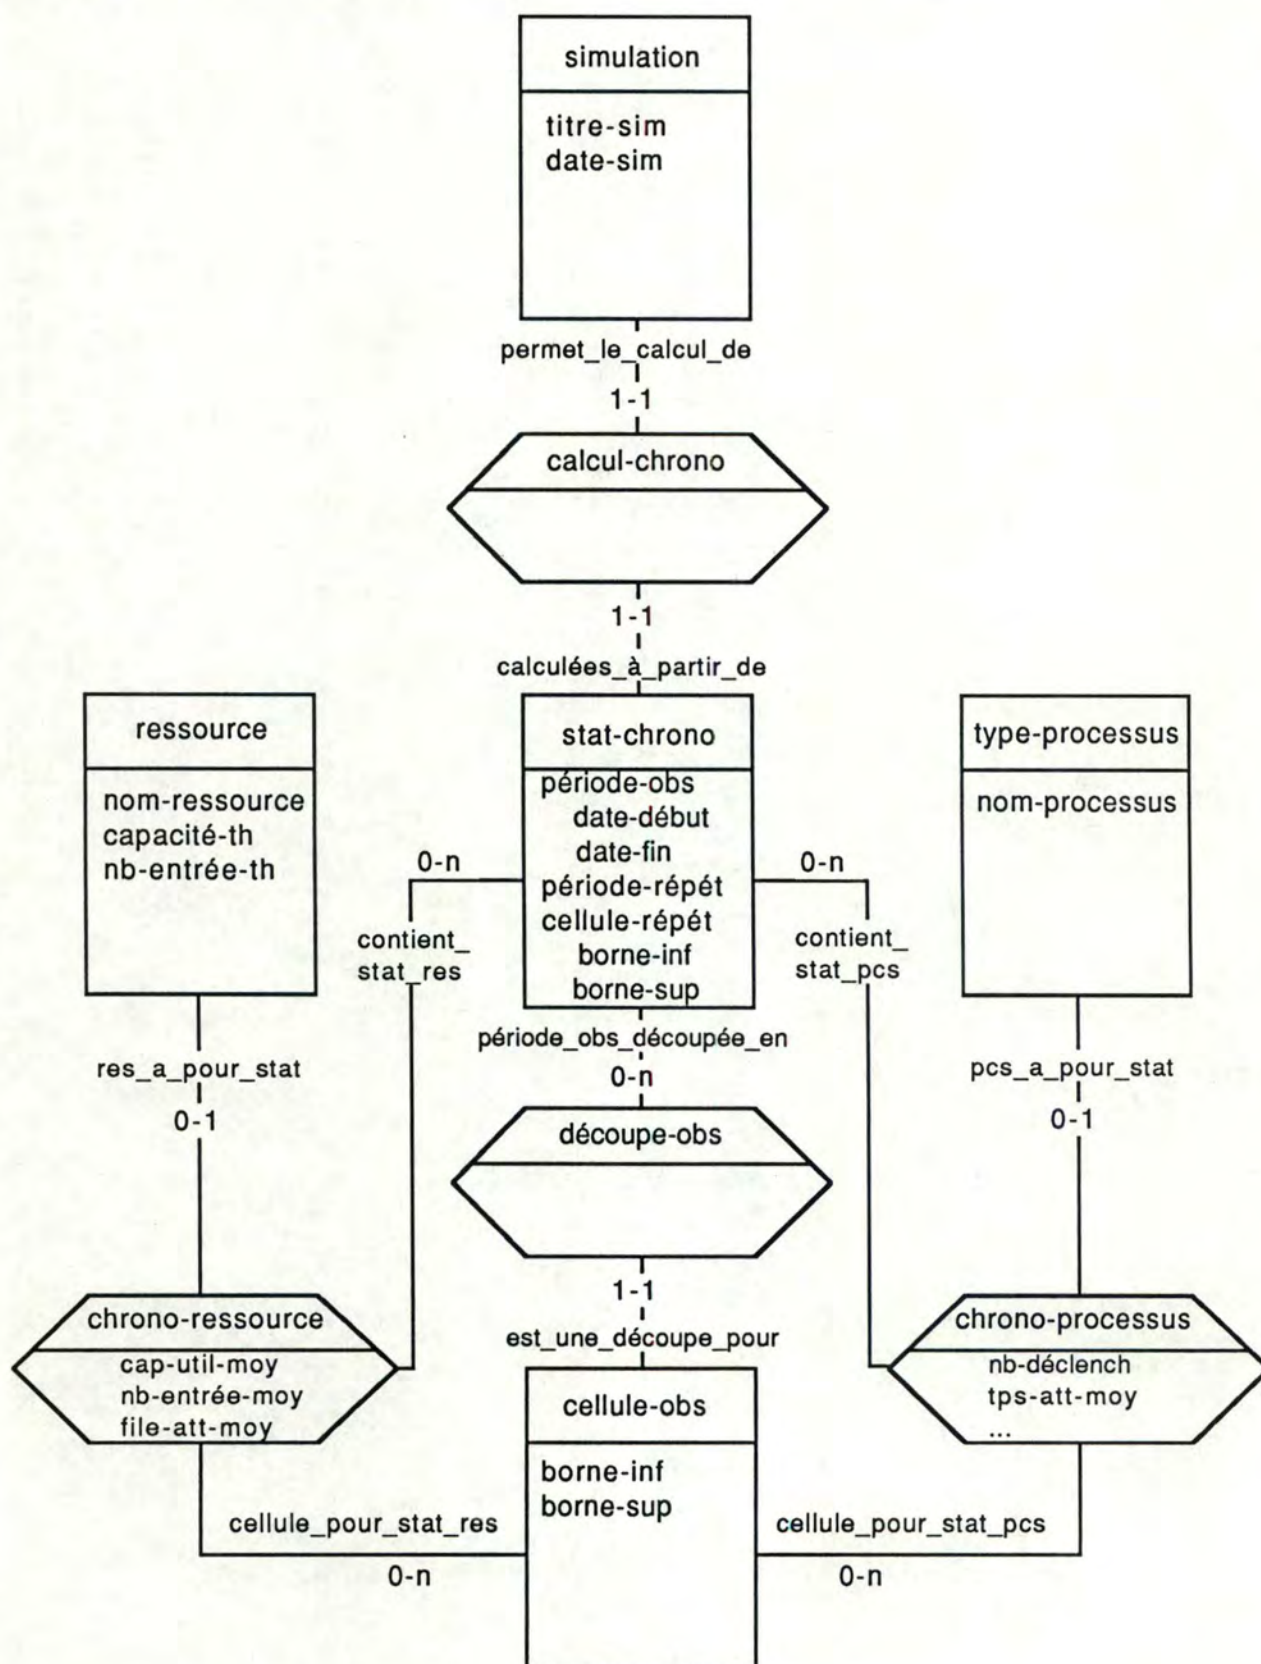 simulation
titre-sim
date-sim
permet_le_calcul_de
1-1
calcul-chrono
1-1
calculées_à_partir_de
ressource
nom-ressource
capacité-th
nb-entrée-th
stat-chrono
période-obs
date-début
date-fin
période-répét
cellule-répét
borne-inf
borne-sup
type-processus
nom-processus
0-n
contient_
stat_res
0-n
contient_
stat_pcs
période_obs_découpée_en
0-n
res_a_pour_stat
0-1
pcs_a_pour_stat
0-1
découpe-obs
1-1
est_une_découpe_pour
chrono-ressource
cap-util-moy
nb-entrée-moy
file-att-moy
chrono-processus
nb-déclench
tps-att-moy
...
cellule-obs
borne-inf
borne-sup
cellule_pour_stat_res
0-n
cellule_pour_stat_pcs
0-n